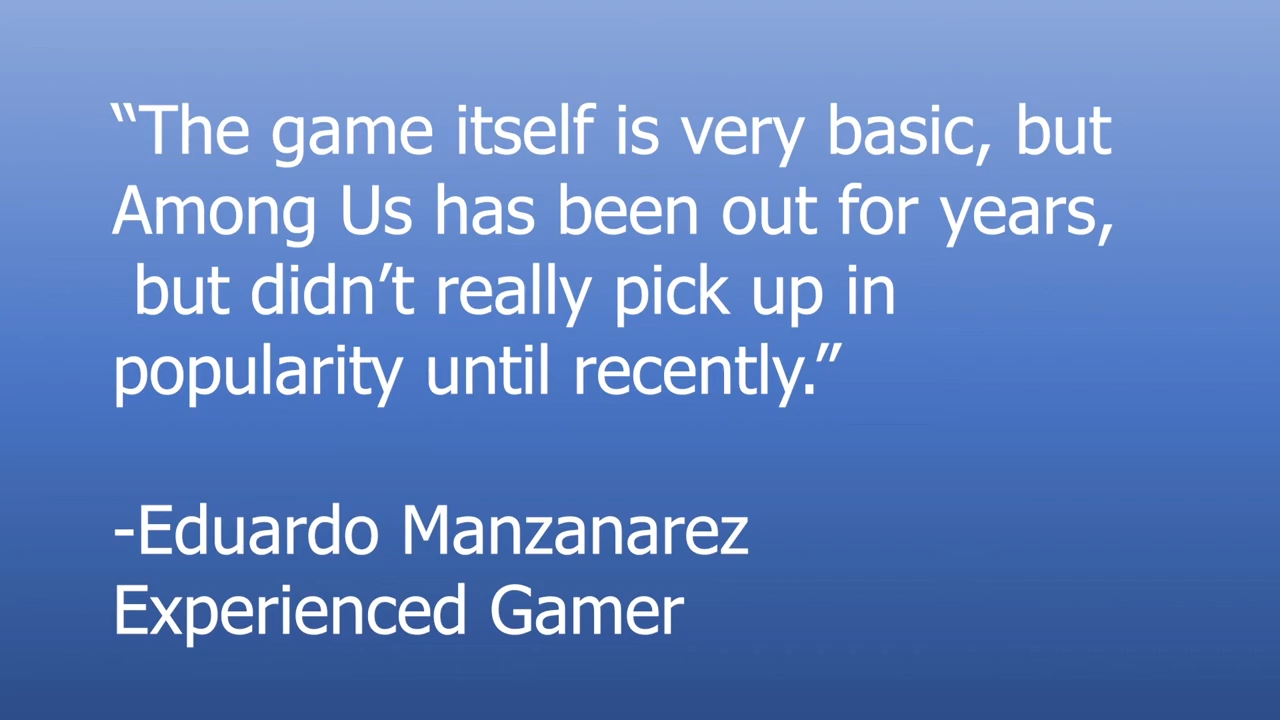 “The game itself is very basic, but
Among Us has been out for years,
but didn’t really pick up in
popularity until recently.”
-Eduardo Manzanarez
Experienced Gamer